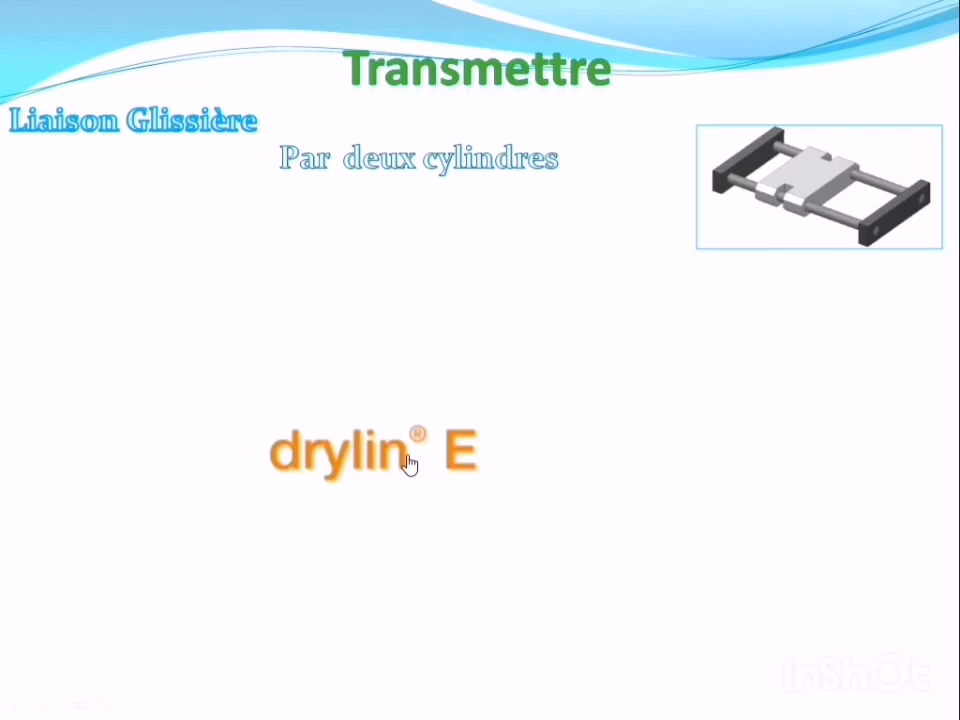 Transmettre
Liaison Glissière
Par deux cylindres
drylin® E
InShOt